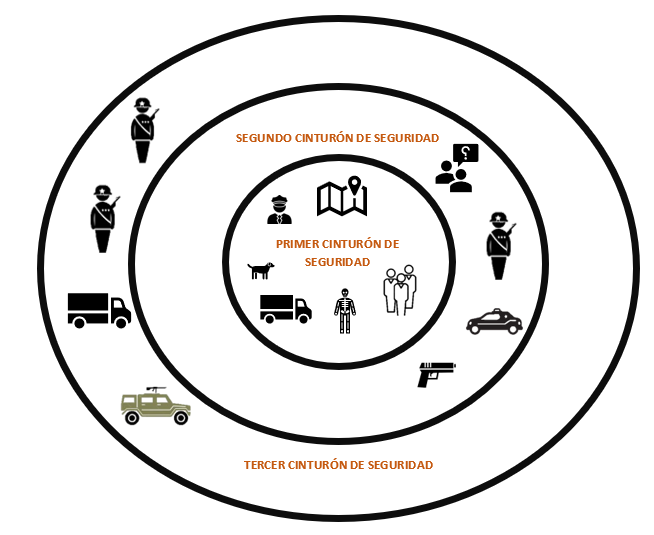 SEGUNDO CINTURÓN DE SEGURIDAD
?
PRIMER CINTURÓN DE
SEGURIDAD
TERCER CINTURÓN DE SEGURIDAD